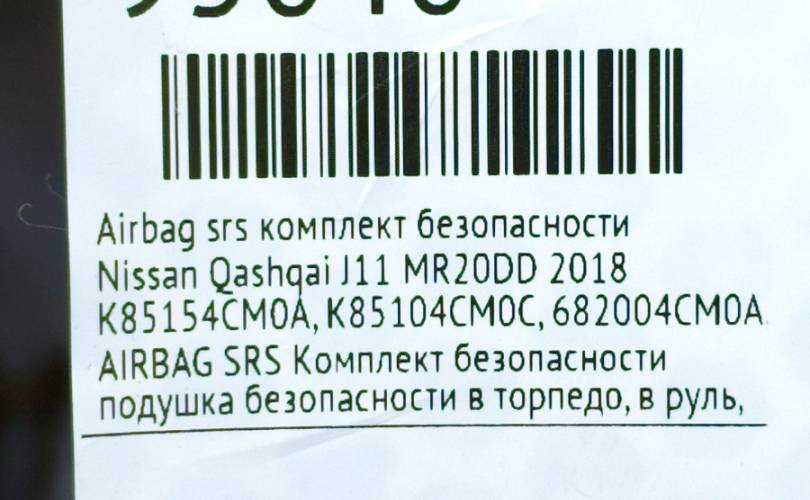 Airbag srs комплект безопасности
Nissan Qashqai J11 MR20DD 2018
K85154CM0A, K85104CM0C, 682004CM0A
AIRBAG SRS Комплект безопасности
подушка безопасности в торпедо, в руль,